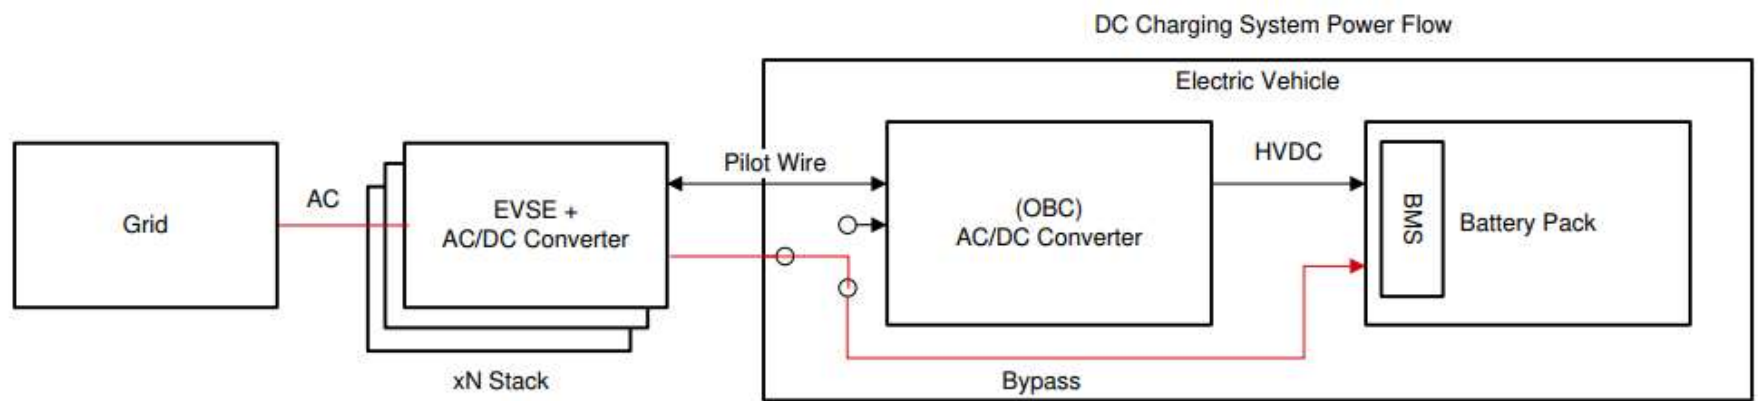 DC Charging System Power Flow
Electric Vehicle
Grid
AC
EVSE +
AC/DC Converter
xN Stack
Pilot Wire
(OBC)
AC/DC Converter
HVDC
BMS
Battery Pack
Bypass